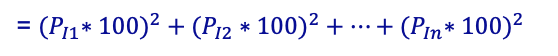 = (P_{I1}* 100)² + (P_{I2} * 100)² + ⋯ + (P_{In}* 100)²